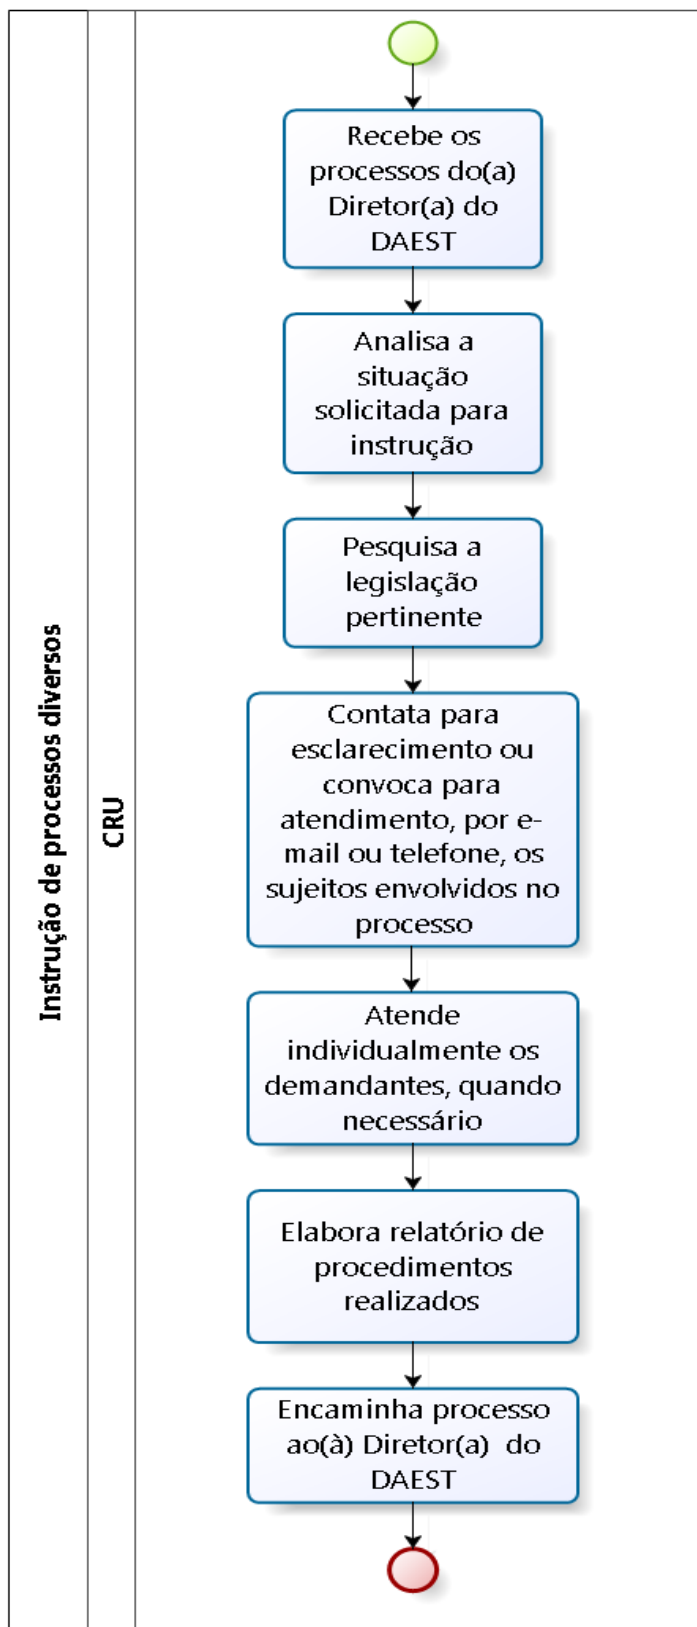 Instrução de processos diversos
CRU
Recebe os
processos do(a)
Diretor(a) do
DAEST
Analisa a
situação
solicitada para
instrução
Pesquisa a
legislação
pertinente
Contata para
esclarecimento ou
convoca para
atendimento, por e-
mail ou telefone, os
sujeitos envolvidos no
processo
Atende
individualmente os
demandantes, quando
necessário
Elabora relatório de
procedimentos
realizados
Encaminha processo
ao(à) Diretor(a) do
DAEST